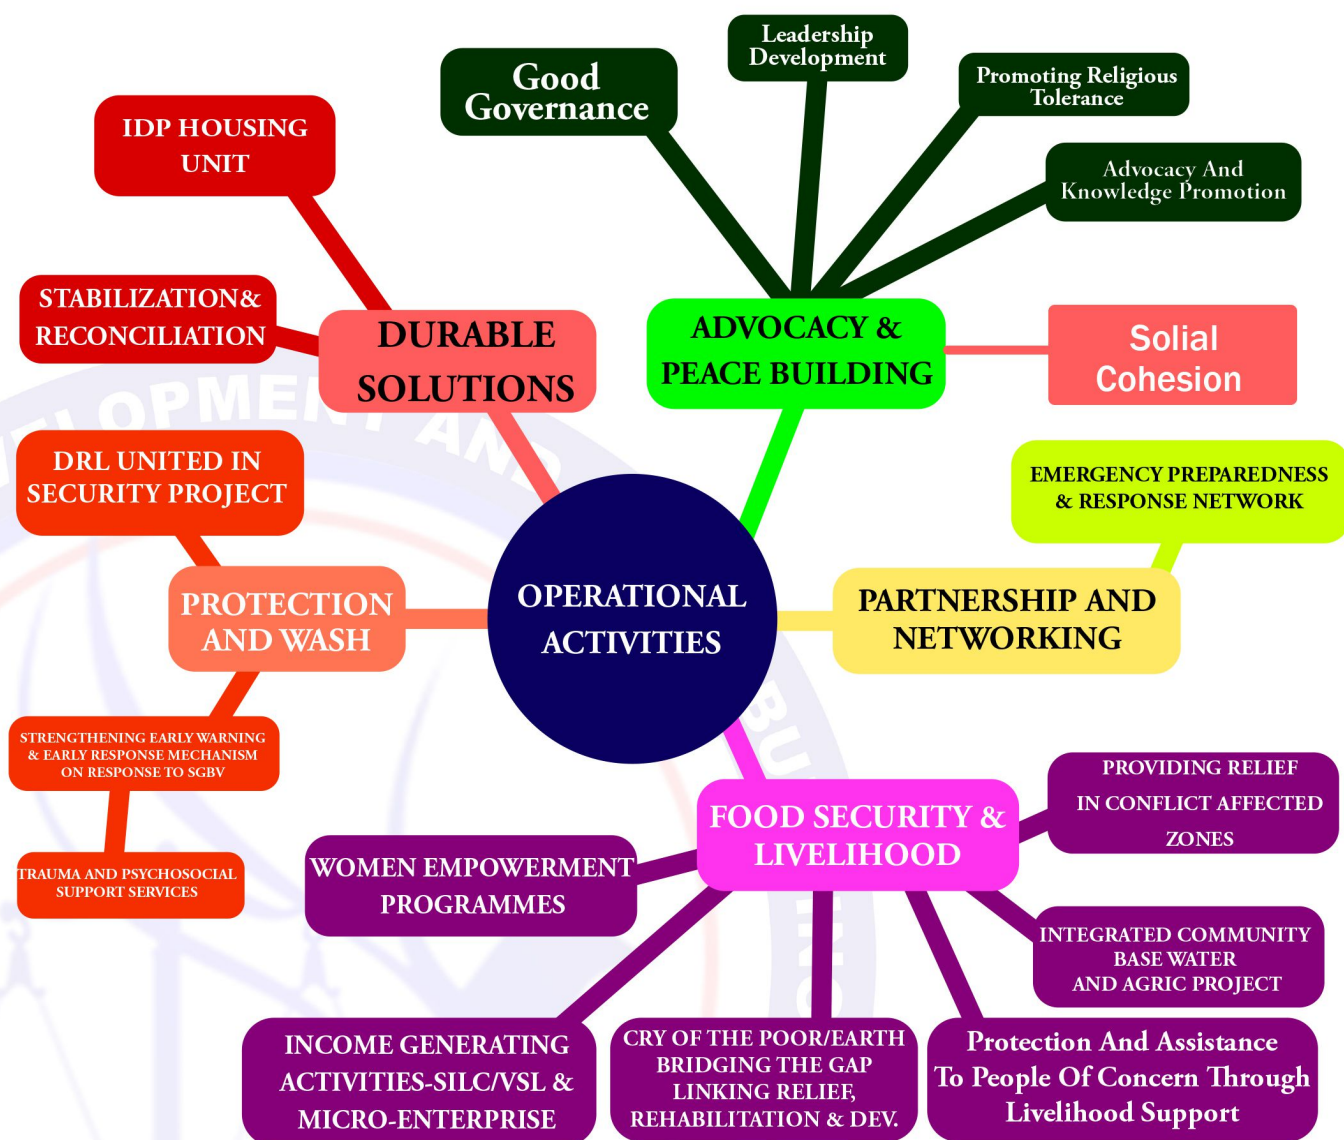 Leadership
Development
Good
Governance
Promoting Religious
Tolerance
IDP HOUSING
UNIT
Advocacy And
Knowledge Promotion
STABILIZATION&
RECONCILIATION
DURABLE
SOLUTIONS
ADVOCACY &
PEACE BUILDING
Solial
Cohesion
DRL UNITED IN
SECURITY PROJECT
EMERGENCY PREPAREDNESS
& RESPONSE NETWORK
PROTECTION
AND WASH
OPERATIONAL
ACTIVITIES
PARTNERSHIP AND
NETWORKING
STRENGTHENING EARLY WARNING
& EARLY RESPONSE MECHANISM
ON RESPONSE TO SGBV
TRAUMA AND PSYCHOSOCIAL
SUPPORT SERVICES
FOOD SECURITY &
LIVELIHOOD
PROVIDING RELIEF
IN CONFLICT AFFECTED
ZONES
WOMEN EMPOWERMENT
PROGRAMMES
INTEGRATED COMMUNITY
BASE WATER
AND AGRIC PROJECT
INCOME GENERATING
ACTIVITIES-SILC/VSL &
MICRO-ENTERPRISE
CRY OF THE POOR/EARTH
BRIDGING THE GAP
LINKING RELIEF,
REHABILITATION & DEV.
Protection And Assistance
To People Of Concern Through
Livelihood Support
AND